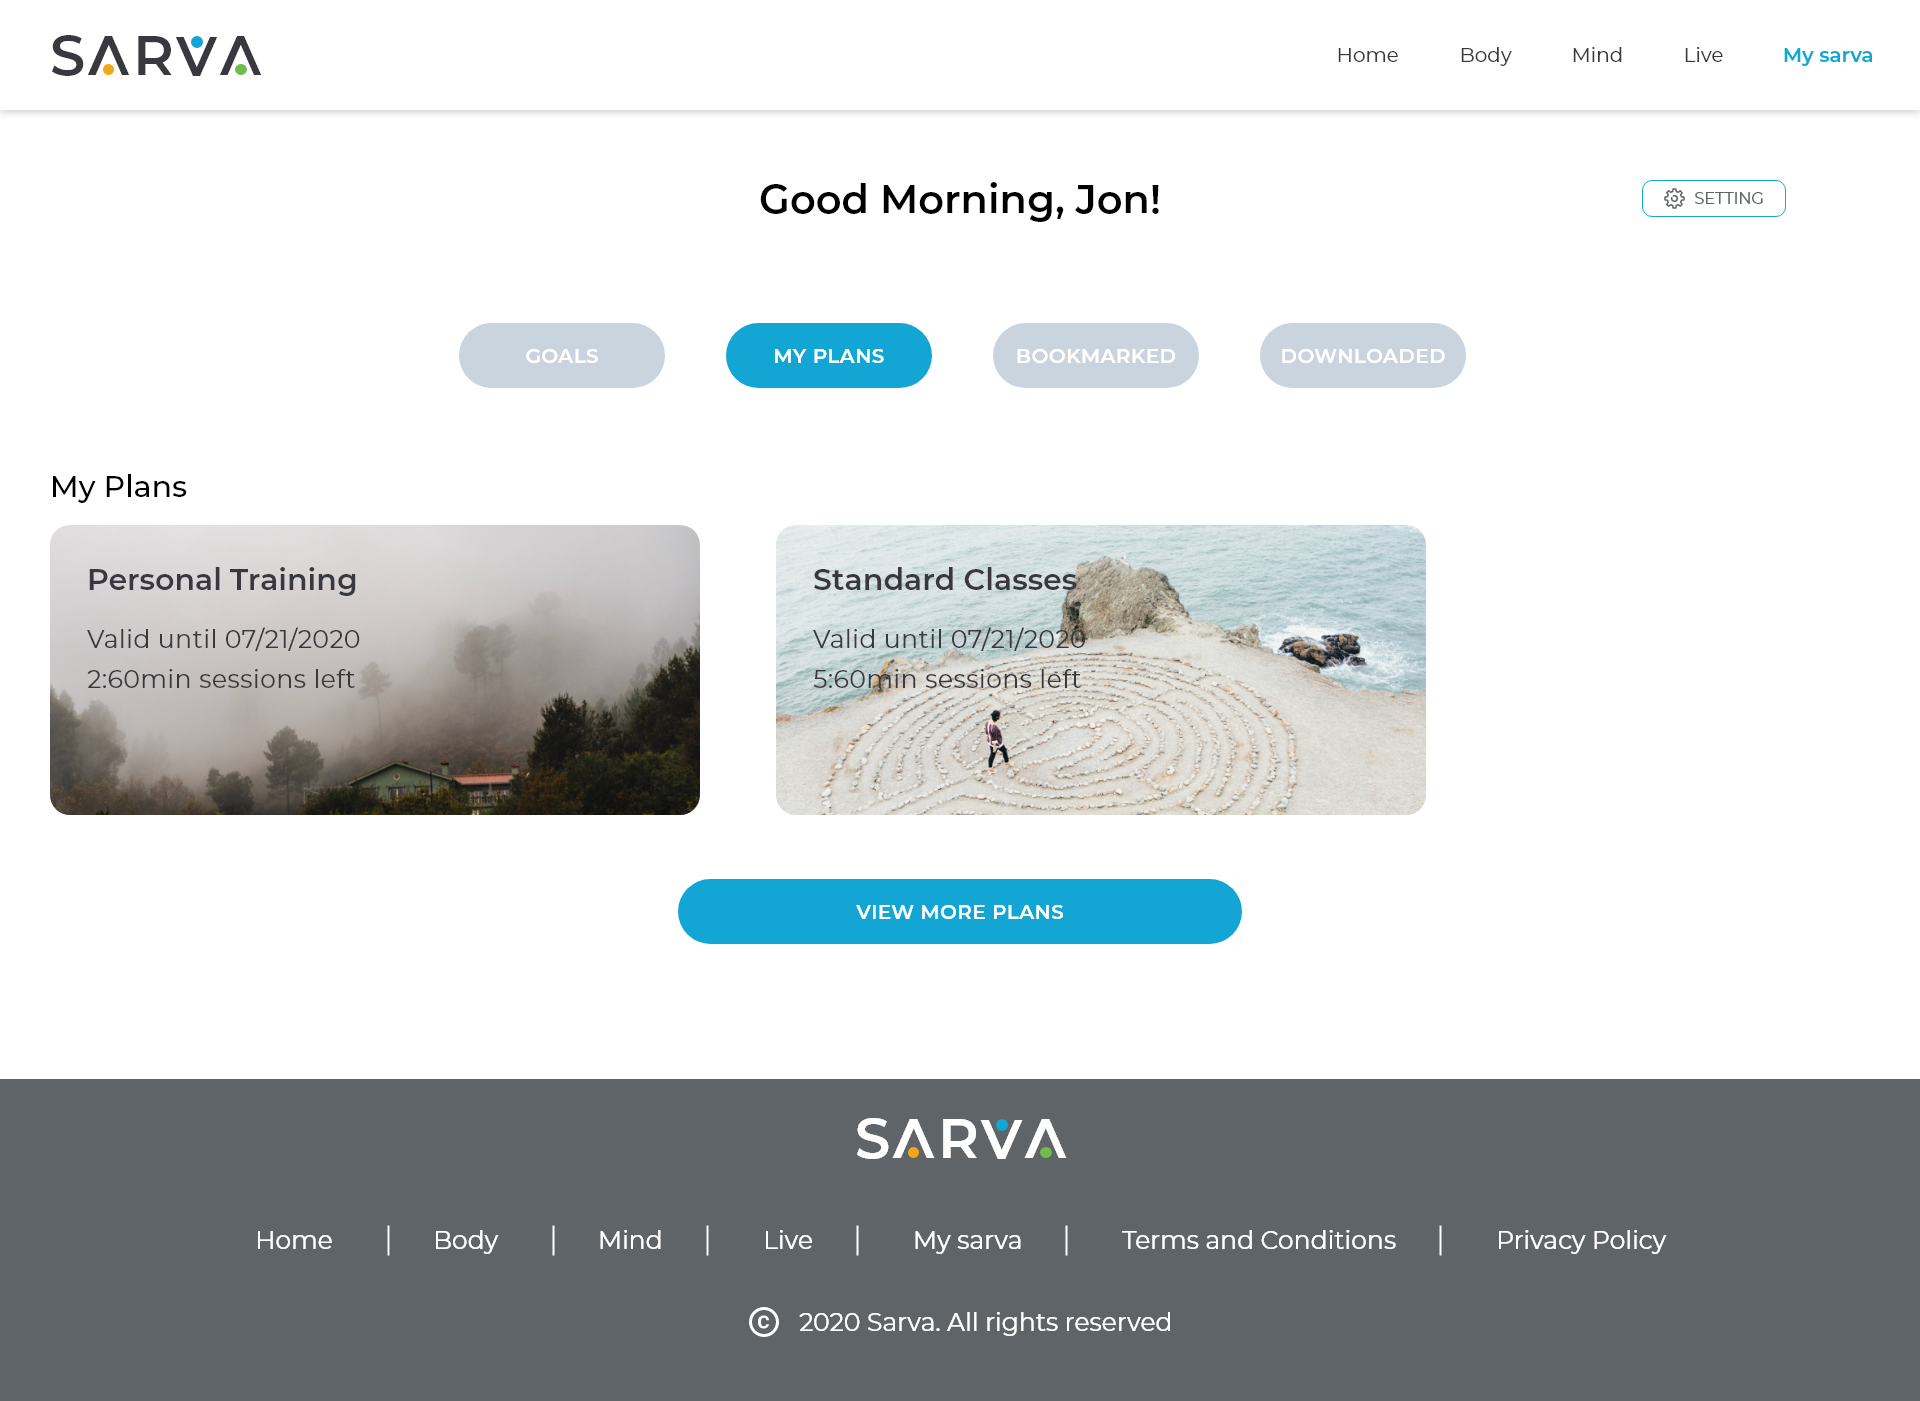 SARVA
Home Body Mind Live My sarva
Good Morning, Jon!
SETTING
GOALS MY PLANS BOOKMARKED DOWNLOADED
My Plans
Personal Training
Valid until 07/21/2020
2:60min sessions left
Standard Classes
Valid until 07/21/2020
5:60min sessions left
VIEW MORE PLANS
SARVA
Home | Body | Mind | Live | My sarva | Terms and Conditions | Privacy Policy
© 2020 Sarva. All rights reserved